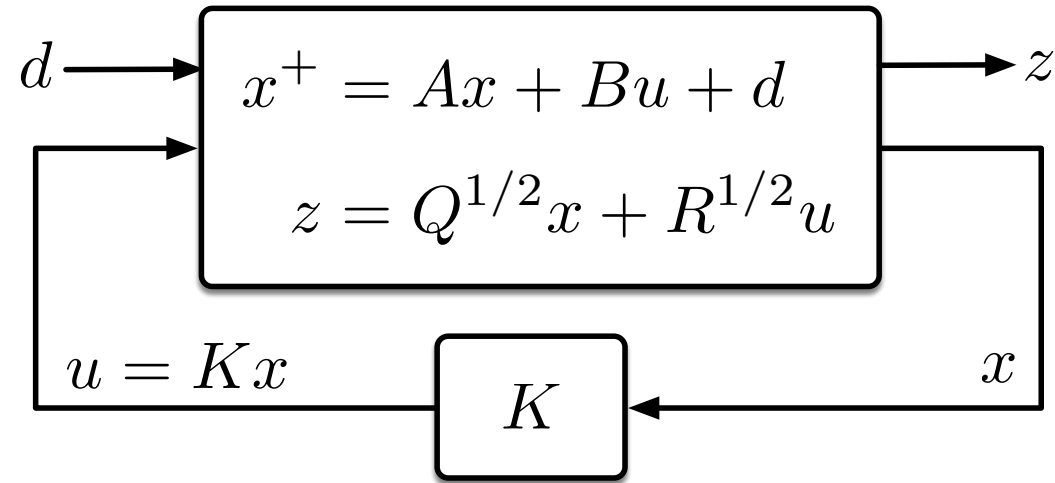 d
x⁺ = Ax + Bu + d
z
z = Q^{1/2}x + R^{1/2}u
u = Kx
K
x